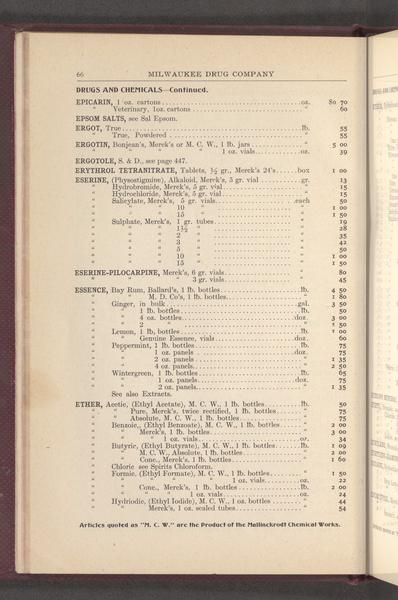 66 MILWAUKEE DRUG COMPANY
DRUGS AND CHEMICALS—Continued.
EPICARIN, 1 oz. cartons oz. $0 70
" Veterinary, 1oz. cartons " 60
EPSOM SALTS, see Sal Epsom.
ERGOT, True lb. 55
" True, Powdered " 55
ERGOTIN, Bonjean's, Merck's or M. C. W., 1 lb. jars " 5 00
" " " " 1 oz. vials oz. 39
ERGOTOLE, S. & D., see page 447.
ERYTHROL TETRANITRATE, Tablets, ½ gr., Merck's 24's box 1 00
ESERINE, (Physostigmine), Alkaloid, Merck's, 5 gr. vial gr. 13
" Hydrobromide, Merck's, 5 gr. vial " 15
" Hydrochloride, Merck's, 5 gr. vial " 15
" Salicylate, Merck's, 5 gr. vials each 50
" " " 10 " " 1 00
" " " 15 " " 1 50
" Sulphate, Merck's, 1 gr. tubes " 19
" " " 1½ " " 28
" " " 2 " " 35
" " " 3 " " 42
" " " 5 " " 50
" " " 10 " " 1 00
" " " 15 " " 1 50
ESERINE-PILOCARPINE, Merck's, 6 gr. vials " 80
" " " 3 gr. vials " 45
ESSENCE, Bay Rum, Ballard's, 1 lb. bottles lb. 4 50
" " M. D. Co's, 1 lb. bottles " 1 80
" Ginger, in bulk gal. 3 50
" " 1 lb. bottles lb. 50
" " 4 oz. bottles doz. 3 00
" " 2 " " 1 50
" Lemon, 1 lb. bottles lb. 1 00
" " Genuine Essence, vials doz. 60
" Peppermint, 1 lb. bottles lb. 75
" " 1 oz. panels doz. 75
" " 2 oz. panels " 1 35
" " 4 oz. panels " 2 50
" Wintergreen, 1 lb. bottles lb. 65
" " 1 oz. panels doz. 75
" " 2 oz. panels " 1 35
See also Extracts.
ETHER, Acetic, (Ethyl Acetate), M. C. W., 1 lb. bottles lb. 50
" " Pure, Merck's, twice rectified, 1 lb. bottles " 75
" " Absolute, M. C. W., 1 lb. bottles " 75
" Benzoic, (Ethyl Benzoate), M. C. W., 1 lb. bottles " 2 00
" " Merck's, 1 lb. bottles " 3 00
" " " 1 oz. vials oz. 34
" Butyric, (Ethyl Butyrate), M. C. W., 1 lb. bottles lb. 1 09
" " M. C. W., Absolute, 1 lb. bottles " 2 00
" " Conc., Merck's, 1 lb. bottles " 1 60
" Chloric see Spirits Chloroform.
" Formic, (Ethyl Formate), M. C. W., 1 lb. bottles " 1 50
" " " " 1 oz. vials oz. 22
" " Conc., Merck's, 1 lb. bottles lb. 2 00
" " " " 1 oz. vials oz. 24
" Hydriodic, (Ethyl Iodide), M. C. W., 1 oz. bottles " 44
" " Merck's, 1 oz. sealed tubes " 54
Articles quoted as "M. C. W." are the Product of the Mallinckrodt Chemical Works.